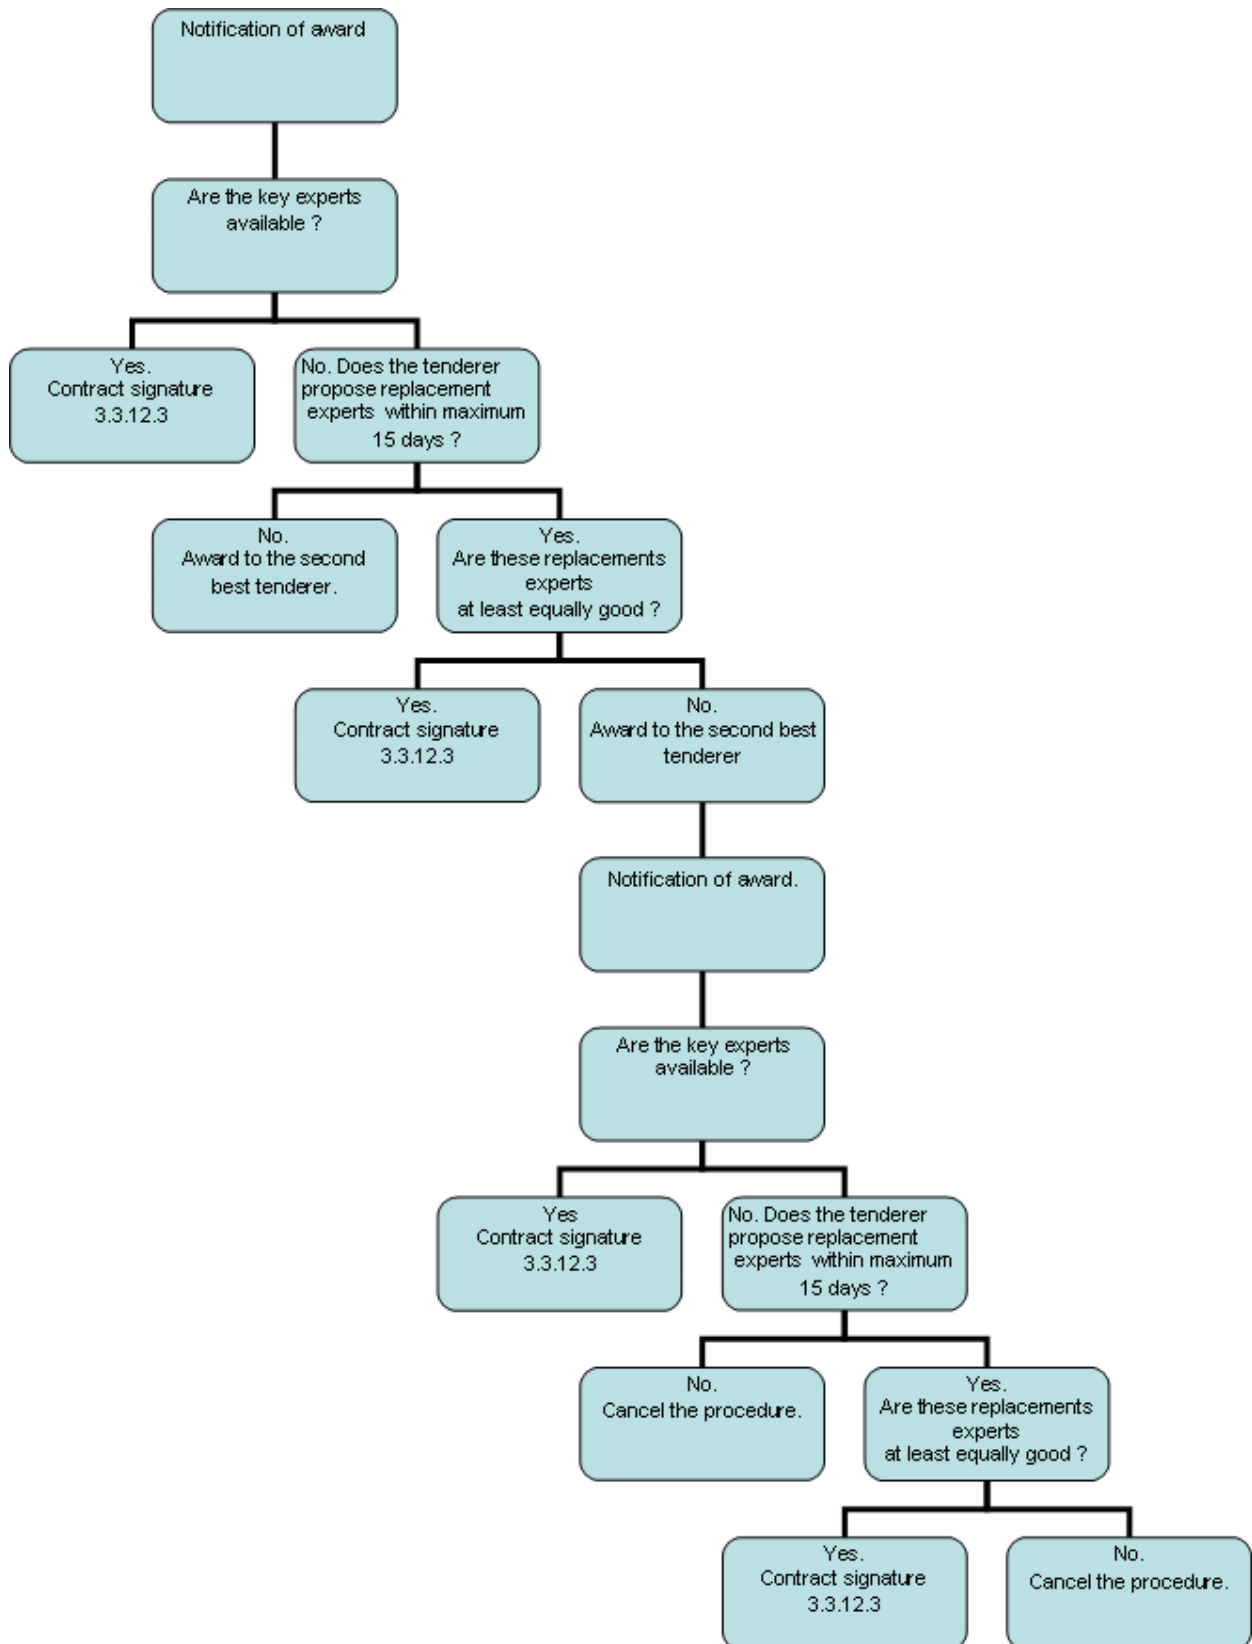 Notification of award
Are the key experts
available ?
Yes.
Contract signature
3.3.12.3
No. Does the tenderer
propose replacement
experts within maximum
15 days ?
No.
Award to the second
best tenderer.
Yes.
Are these replacements
experts
at least equally good ?
Yes.
Contract signature
3.3.12.3
No.
Award to the second best
tenderer
Notification of award.
Are the key experts
available ?
Yes
Contract signature
3.3.12.3
No. Does the tenderer
propose replacement
experts within maximum
15 days ?
No.
Cancel the procedure.
Yes.
Are these replacements
experts
at least equally good ?
Yes.
Contract signature
3.3.12.3
No.
Cancel the procedure.